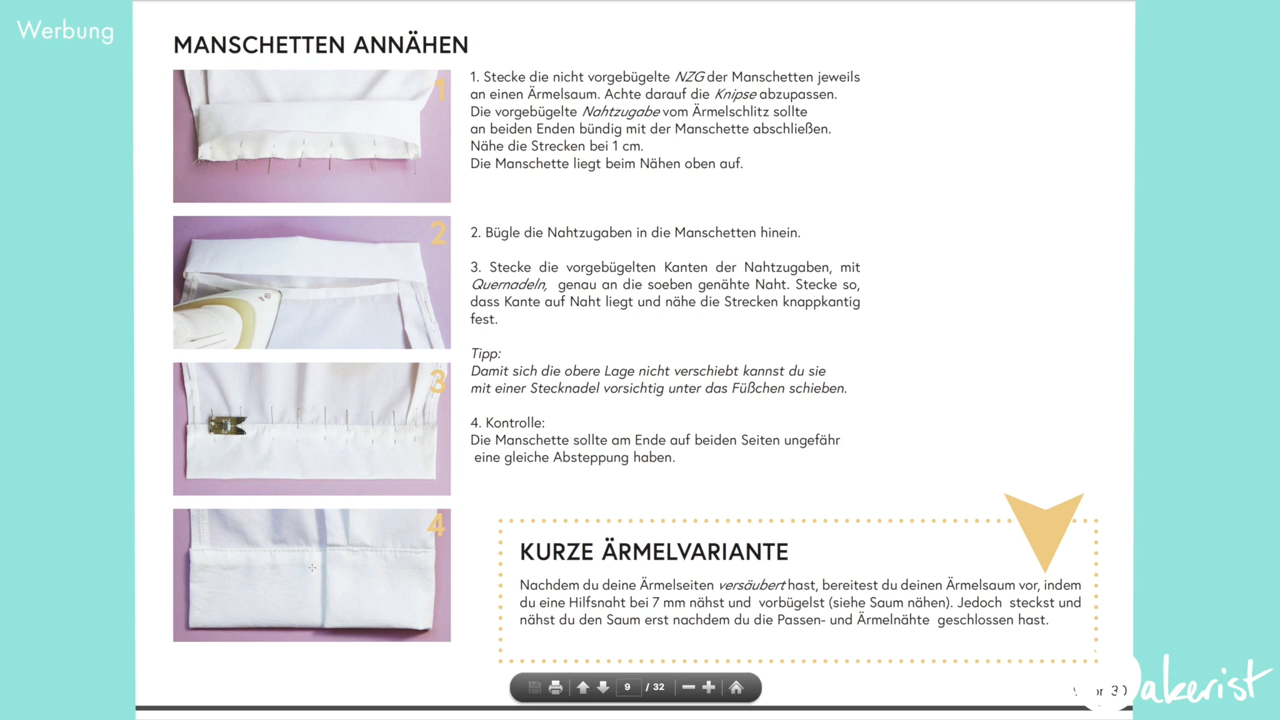 Werbung
MANSCHETTEN ANNÄHEN
1
1. Stecke die nicht vorgebügelte NZG der Manschetten jeweils
an einen Ärmelsaum. Achte darauf die Knipse abzupassen.
Die vorgebügelte Nahtzugabe vom Ärmelschlitz sollte
an beiden Enden bündig mit der Manschette abschließen.
Nähe die Strecken bei 1 cm.
Die Manschette liegt beim Nähen oben auf.
2
2. Bügle die Nahtzugaben in die Manschetten hinein.
3. Stecke die vorgebügelten Kanten der Nahtzugaben, mit
Quernadeln, genau an die soeben genähte Naht. Stecke so,
dass Kante auf Naht liegt und nähe die Strecken knappkantig
fest.
Tipp:
Damit sich die obere Lage nicht verschiebt kannst du sie
mit einer Stecknadel vorsichtig unter das Füßchen schieben.
3
4. Kontrolle:
Die Manschette sollte am Ende auf beiden Seiten ungefähr
eine gleiche Absteppung haben.
4
KURZE ÄRMELVARIANTE
Nachdem du deine Ärmelseiten versäubert hast, bereitest du deinen Ärmelsaum vor, indem
du eine Hilfsnaht bei 7 mm nähst und vorbügelst (siehe Saum nähen). Jedoch steckst und
nähst du den Saum erst nachdem du die Passen- und Ärmelnähte geschlossen hast.
9 / 32
30
Makerist